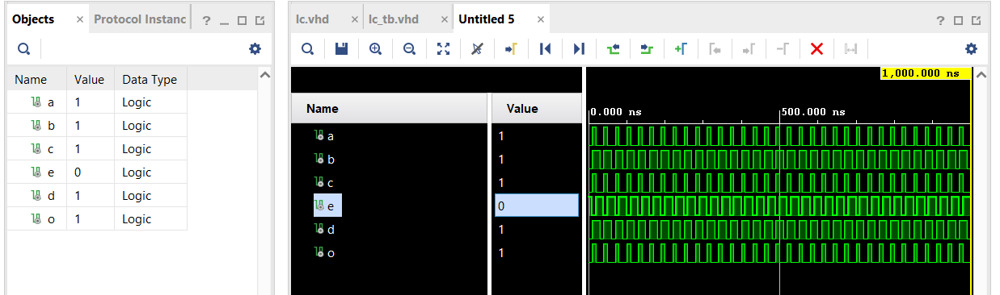 Objects × Protocol Instanc ?
Name Value Data Type
a 1 Logic
b 1 Logic
c 1 Logic
e 0 Logic
d 1 Logic
o 1 Logic
lc.vhd × lc_tb.vhd × Untitled 5 × ?
1,000.000 ns
Name Value
0.000 ns 500.000 ns
a 1
b 1
c 1
e 0
d 1
o 1